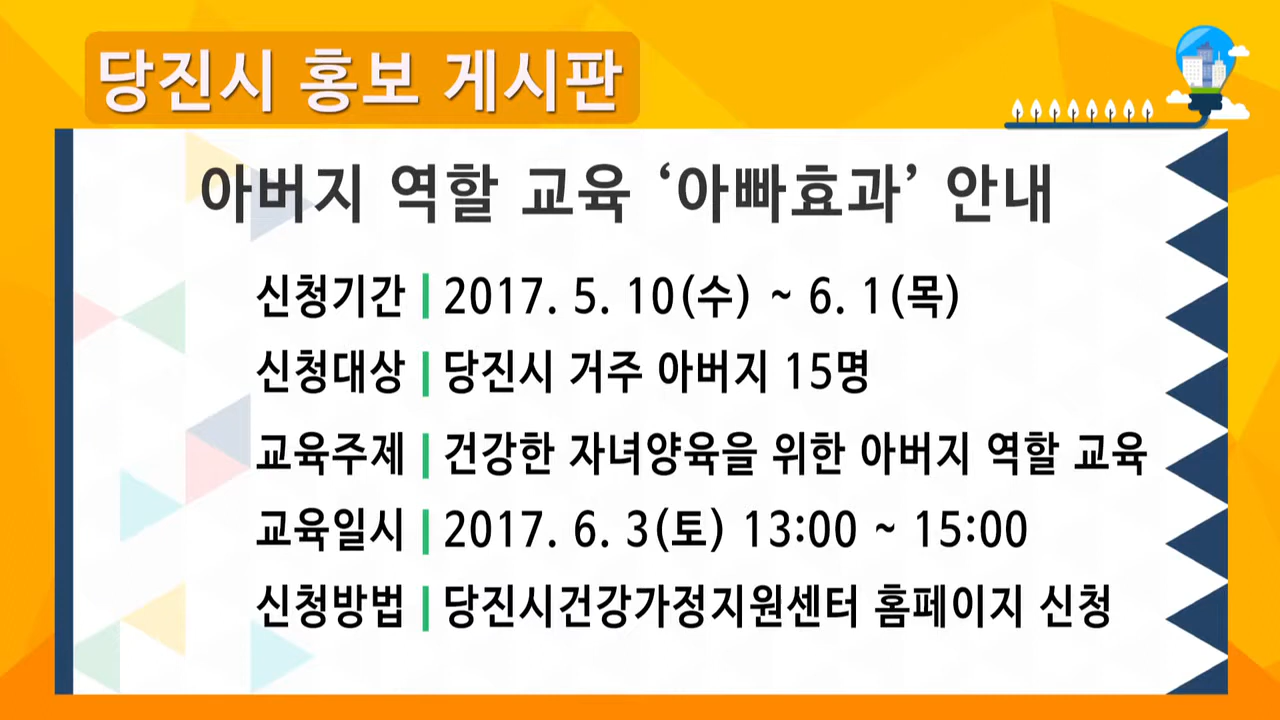 당진시 홍보 게시판
아버지 역할 교육 ‘아빠효과’ 안내
신청기간 | 2017. 5. 10(수) ~ 6. 1(목)
신청대상 | 당진시 거주 아버지 15명
교육주제 | 건강한 자녀양육을 위한 아버지 역할 교육
교육일시 | 2017. 6. 3(토) 13:00 ~ 15:00
신청방법 | 당진시건강가정지원센터 홈페이지 신청